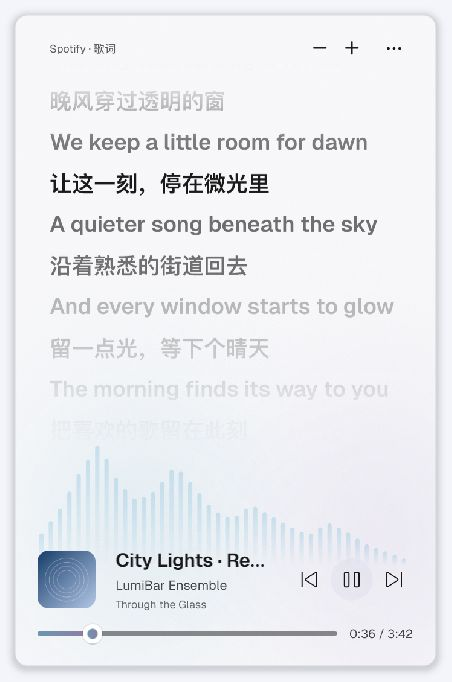 Spotify · 歌词
晚风穿过透明的窗
We keep a little room for dawn
让这一刻，停在微光里
A quieter song beneath the sky
沿着熟悉的街道回去
And every window starts to glow
留一点光，等下个晴天
The morning finds its way to you
把喜欢的歌留在此刻
City Lights · Re...
LumiBar Ensemble
Through the Glass
0:36 / 3:42